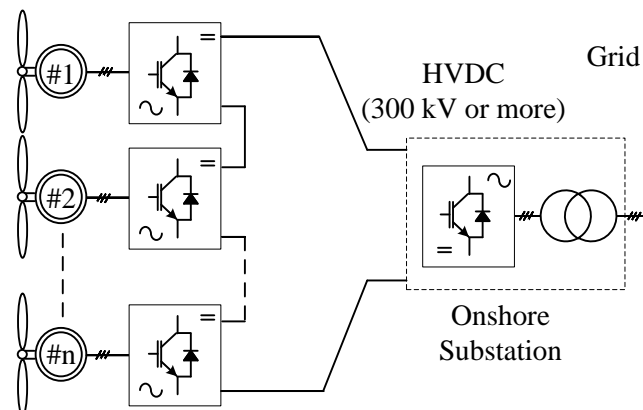 #1
HVDC
(300 kV or more)
Grid
#2
#n
Onshore
Substation